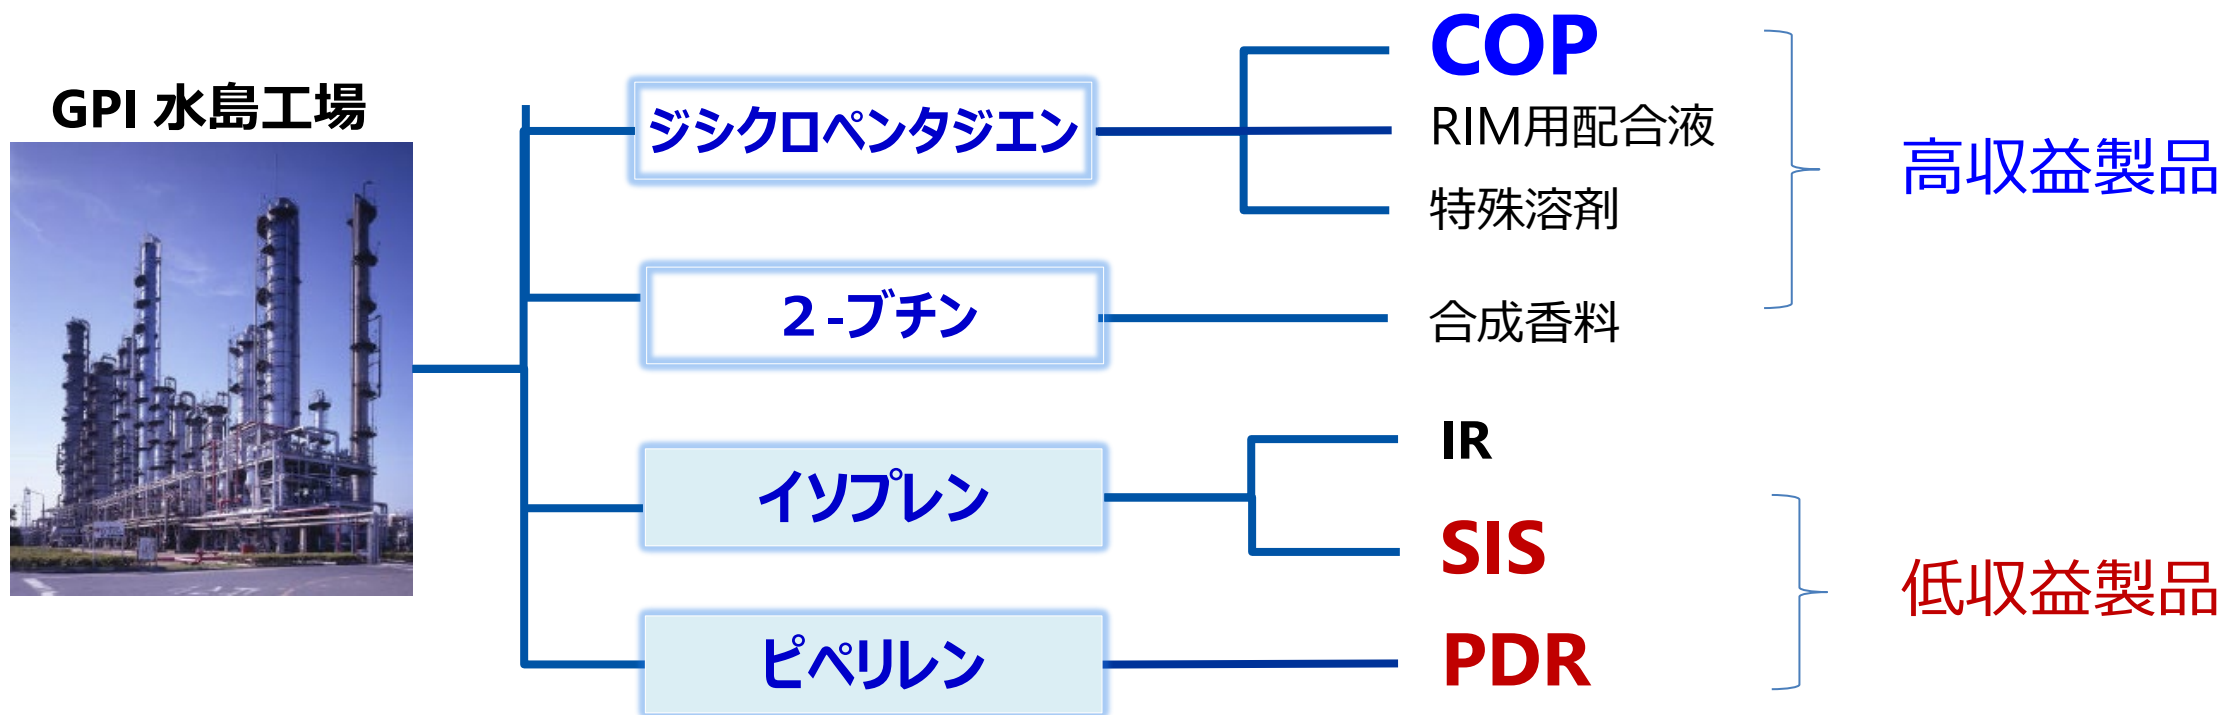 GPI 水島工場
ジシクロペンタジエン
２-ブチン
イソプレン
ピペリレン
COP
RIM用配合液
特殊溶剤
合成香料
IR
SIS
PDR
高収益製品
低収益製品